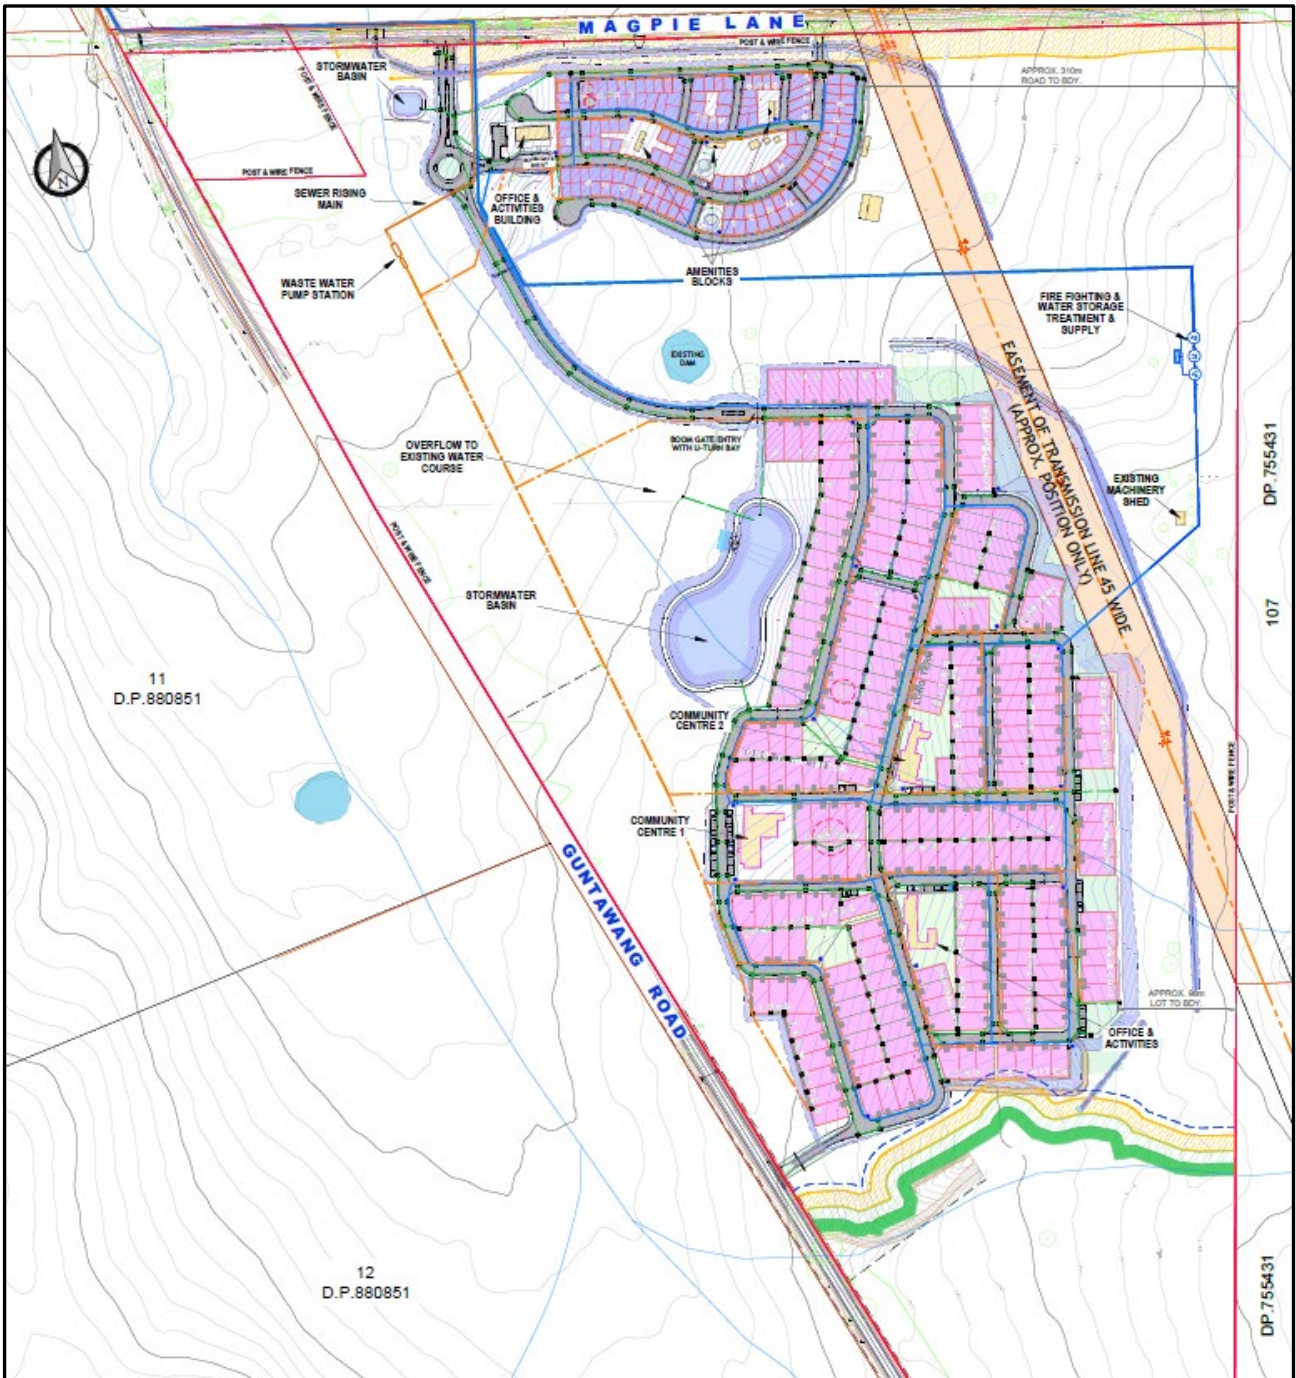 MAGPIE LANE
POST & WIRE FENCE
STORMWATER
BASIN
POST & WIRE FENCE
APPROX. 310m
ROAD TO BDY.
N
POST & WIRE FENCE
SEWER RISING
MAIN
OFFICE &
ACTIVITIES
BUILDING
WASTE WATER
PUMP STATION
AMENITIES
BLOCKS
FIRE FIGHTING &
WATER STORAGE
TREATMENT &
SUPPLY
EXISTING
DAM
EASEMENT OF TRANSMISSION LINE 45 WIDE
(APPROX. POSITION ONLY)
BOOM GATE ENTRY
WITH U-TURN BAY
OVERFLOW TO
EXISTING WATER
COURSE
DP.755431
EXISTING
MACHINERY
SHED
POST & WIRE FENCE
STORMWATER
BASIN
107
11
D.P.880851
COMMUNITY
CENTRE 2
POST & WIRE FENCE
COMMUNITY
CENTRE 1
GUNTAWANG ROAD
LOT TO BDY.
OFFICE &
ACTIVITIES
12
D.P.880851
DP.755431